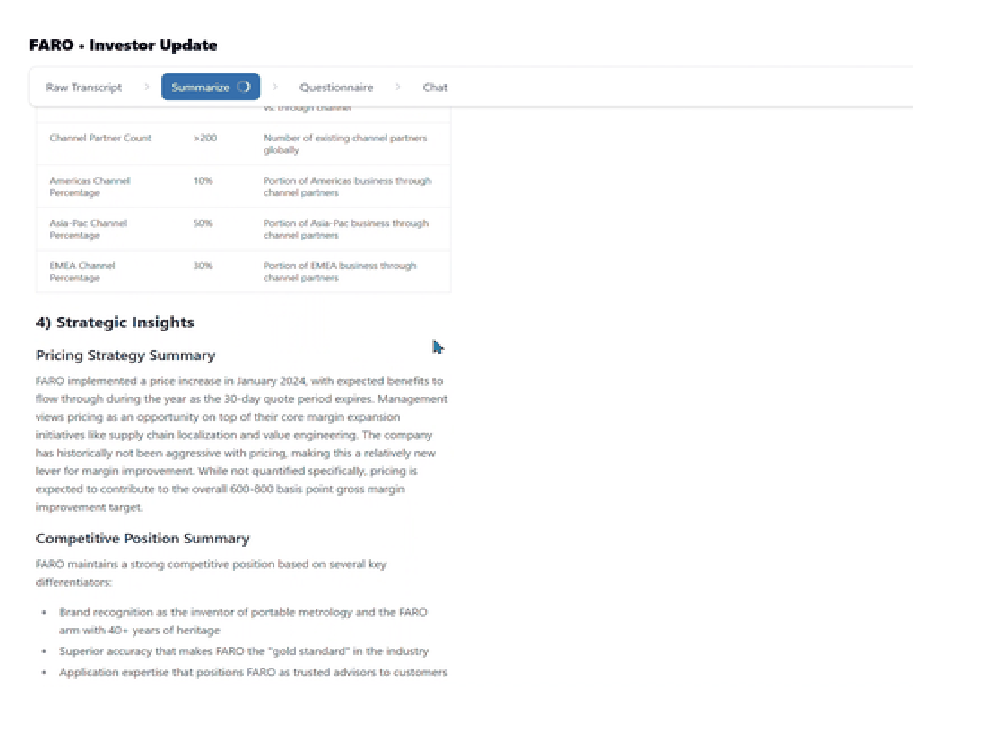 FARO - Investor Update
Raw Transcript > Summarize > Questionnaire > Chat
vs. through channel
Channel Partner Count >200 Number of existing channel partners
globally
Americas Channel 10% Portion of Americas business through
Percentage channel partners
Asia-Pac Channel 50% Portion of Asia-Pac business through
Percentage channel partners
EMEA Channel 30% Portion of EMEA business through
Percentage channel partners
4) Strategic Insights
Pricing Strategy Summary
FARO implemented a price increase in January 2024, with expected benefits to
flow through during the year as the 30-day quote period expires. Management
views pricing as an opportunity on top of their core margin expansion
initiatives like supply chain localization and value engineering. The company
has historically not been aggressive with pricing, making this a relatively new
lever for margin improvement. While not quantified specifically, pricing is
expected to contribute to the overall 600-800 basis point gross margin
improvement target.
Competitive Position Summary
FARO maintains a strong competitive position based on several key
differentiators:
• Brand recognition as the inventor of portable metrology and the FARO
arm with 40+ years of heritage
• Superior accuracy that makes FARO the "gold standard" in the industry
• Application expertise that positions FARO as trusted advisors to customers